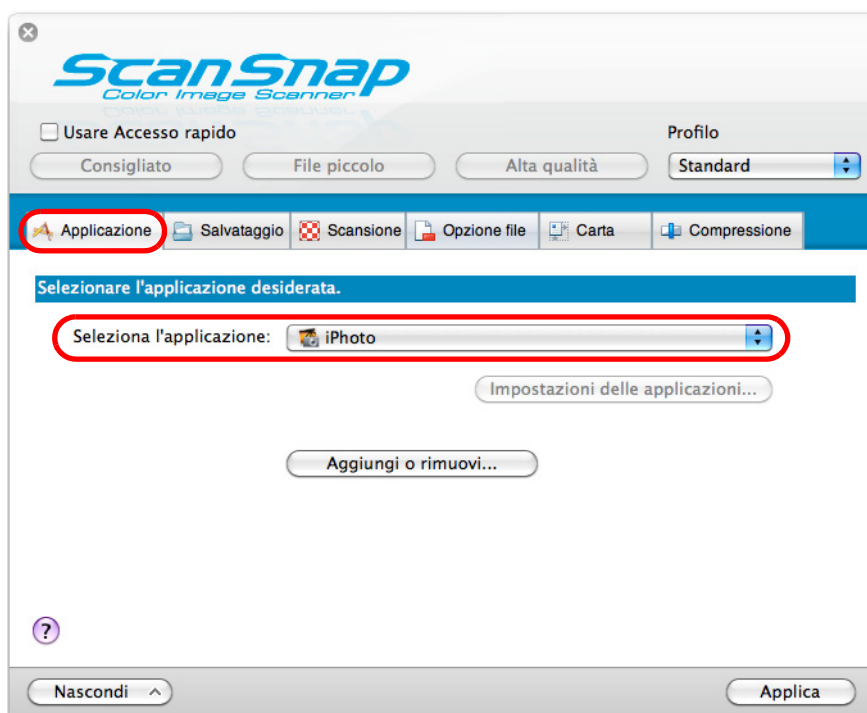 ScanSnap
Color Image Scanner
Usare Accesso rapido
Profilo
Consigliato File piccolo Alta qualità Standard
Applicazione Salvataggio Scansione Opzione file Carta Compressione
Selezionare l'applicazione desiderata.
Seleziona l'applicazione: iPhoto
Impostazioni delle applicazioni...
Aggiungi o rimuovi...
?
Nascondi Applica